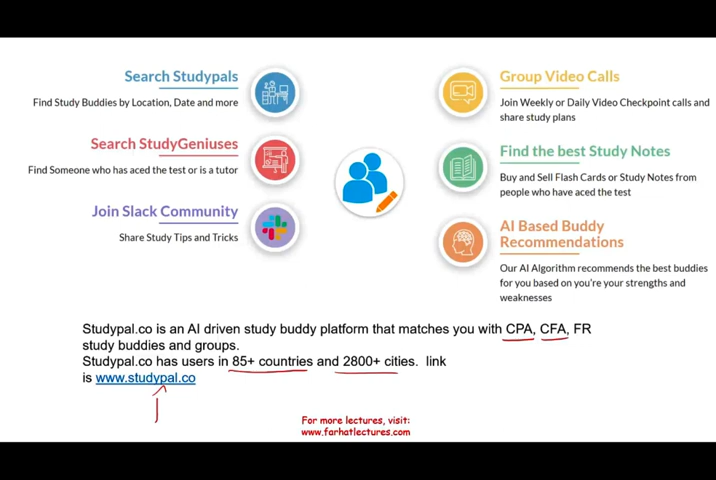 Search Studypals
Find Study Buddies by Location, Date and more
Search StudyGeniuses
Find Someone who has aced the test or is a tutor
Join Slack Community
Share Study Tips and Tricks
Group Video Calls
Join Weekly or Daily Video Checkpoint calls and
share study plans
Find the best Study Notes
Buy and Sell Flash Cards or Study Notes from
people who have aced the test
AI Based Buddy
Recommendations
Our AI Algorithm recommends the best buddies
for you based on you're your strengths and
weaknesses
Studypal.co is an AI driven study buddy platform that matches you with CPA, CFA, FR
study buddies and groups.
Studypal.co has users in 85+ countries and 2800+ cities. link
is www.studypal.co
For more lectures, visit:
www.farhatlectures.com